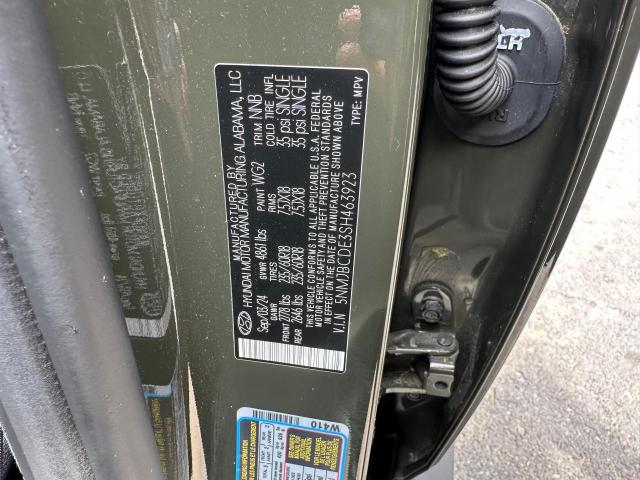 MANUFACTURED BY
HYUNDAI MOTOR MANUFACTURING ALABAMA, LLC
Sep/03/24 GVWR 4861 lbs PAINT WG2 TRIM NNB
GAWR TIRES RIMS COLD TIRE INFL
FRONT 2778 lbs 235/60R18 7.5JX18 35 psi SINGLE
REAR 2646 lbs 235/60R18 7.5JX18 35 psi SINGLE
THIS VEHICLE CONFORMS TO ALL APPLICABLE U.S.A. FEDERAL
MOTOR VEHICLE SAFETY AND THEFT PREVENTION STANDARDS
IN EFFECT ON THE DATE OF MANUFACTURE SHOWN ABOVE
V.I.N 5NMJBCDE3SH463923 TYPE: MPV
W410